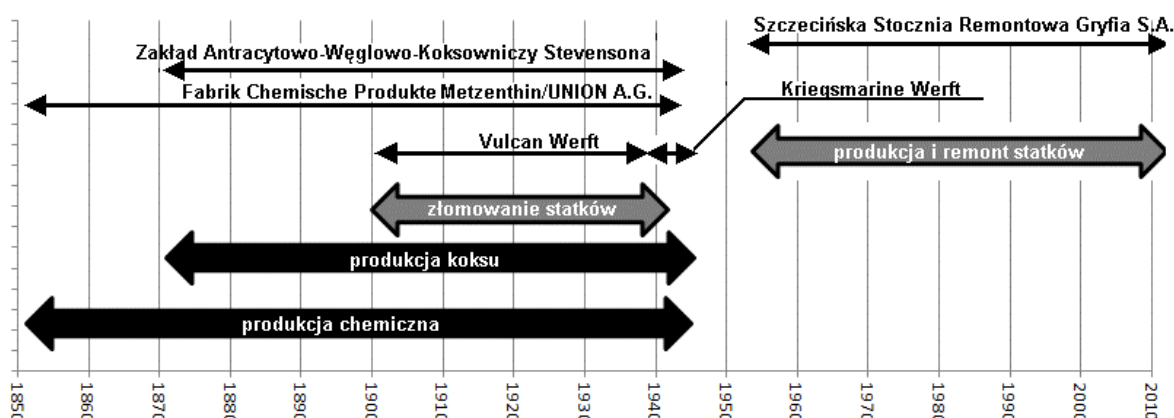 Szczecińska Stocznia Remontowa Gryfia S.A.
Zakład Antracytowo-Węglowo-Koksowniczy Stevensona
Fabrik Chemische Produkte Metzenthin/UNION A.G.
Kriegsmarine Werft
Vulcan Werft
produkcja i remont statków
złomowanie statków
produkcja koksu
produkcja chemiczna
1850 1860 1870 1880 1890 1900 1910 1920 1930 1940 1950 1960 1970 1980 1990 2000 2010